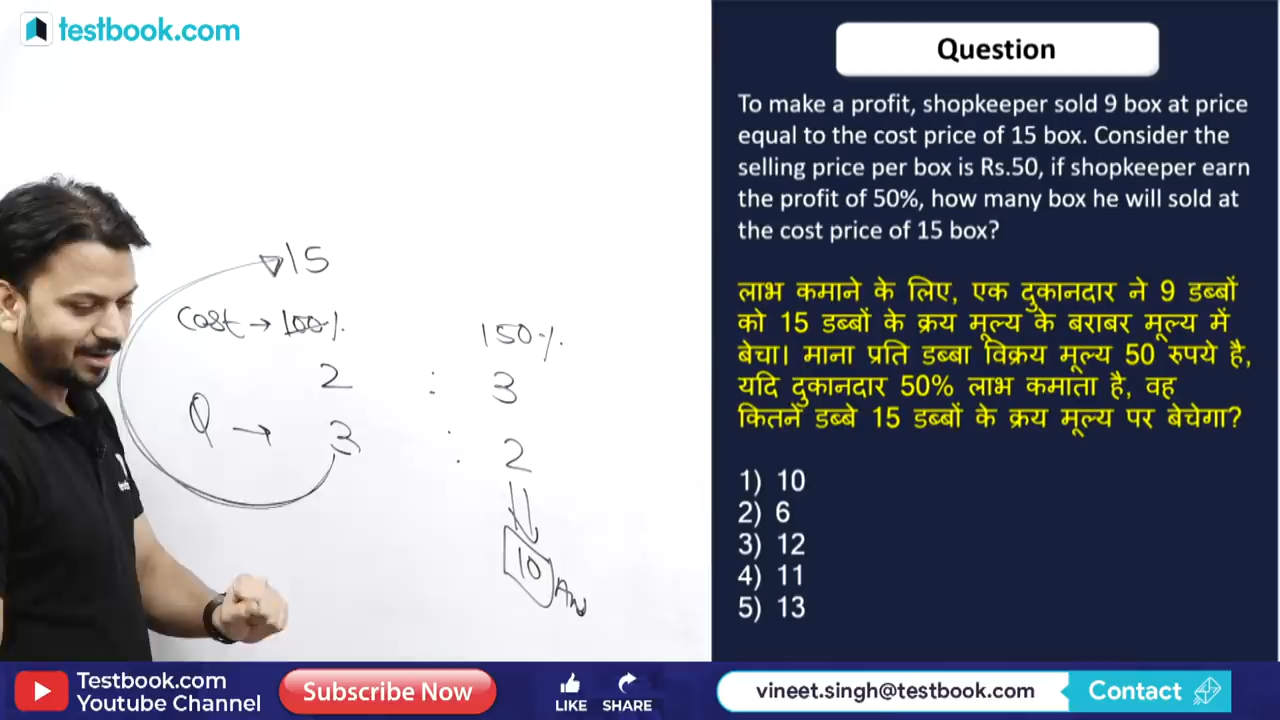 testbook.com
Question
To make a profit, shopkeeper sold 9 box at price
equal to the cost price of 15 box. Consider the
selling price per box is Rs.50, if shopkeeper earn
the profit of 50%, how many box he will sold at
the cost price of 15 box?
लाभ कमाने के लिए, एक दुकानदार ने 9 डब्बों
को 15 डब्बों के क्रय मूल्य के बराबर मूल्य में
बेचा। माना प्रति डब्बा विक्रय मूल्य 50 रुपये है,
यदि दुकानदार 50% लाभ कमाता है, वह
कितने डब्बे 15 डब्बों के क्रय मूल्य पर बेचेगा?
1) 10
2) 6
3) 12
4) 11
5) 13
15
Cost → 100%
150%
2 : 3
Q → 3 : 2
10 Ans
Testbook.com
YouTube Channel
Subscribe Now
LIKE
SHARE
vineet.singh@testbook.com
Contact